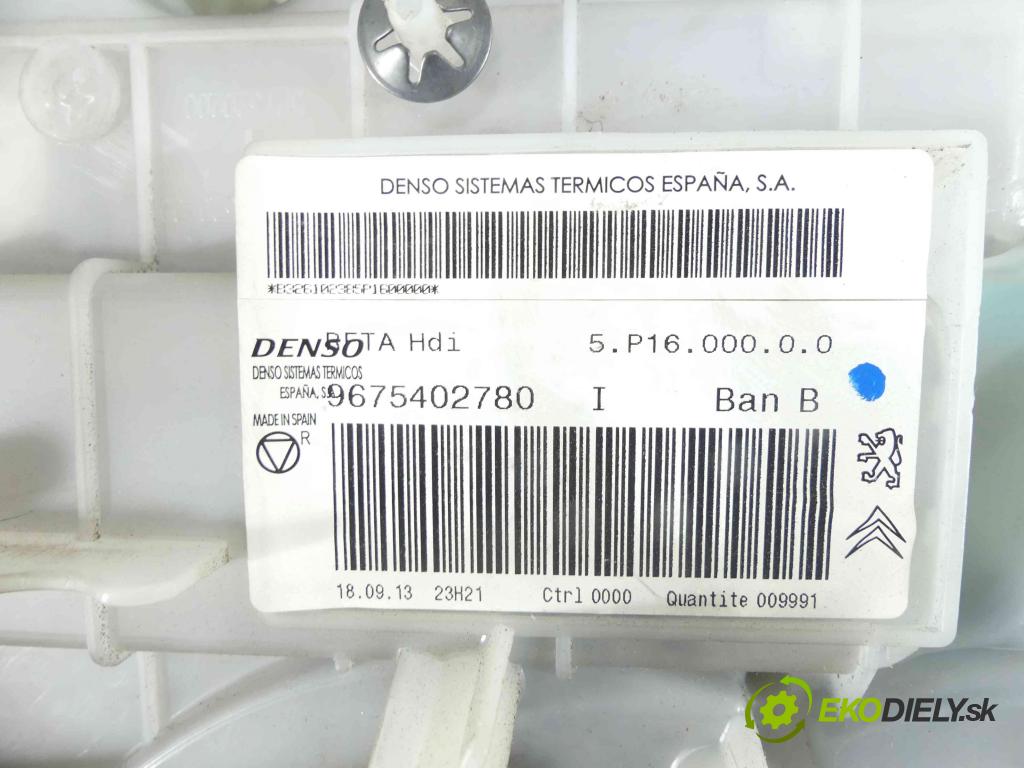 DENSO SISTEMAS TERMICOS ESPAÑA, S.A.
*B326102385P1600000*
BETA Hdi 5.P16.000.0.0
DENSO
DENSO SISTEMAS TERMICOS
ESPAÑA, S.A.
9675402780 I Ban B
MADE IN SPAIN
R
18.09.13 23H21 Ctrl 0000 Quantite 009991
EKODIELY.sk